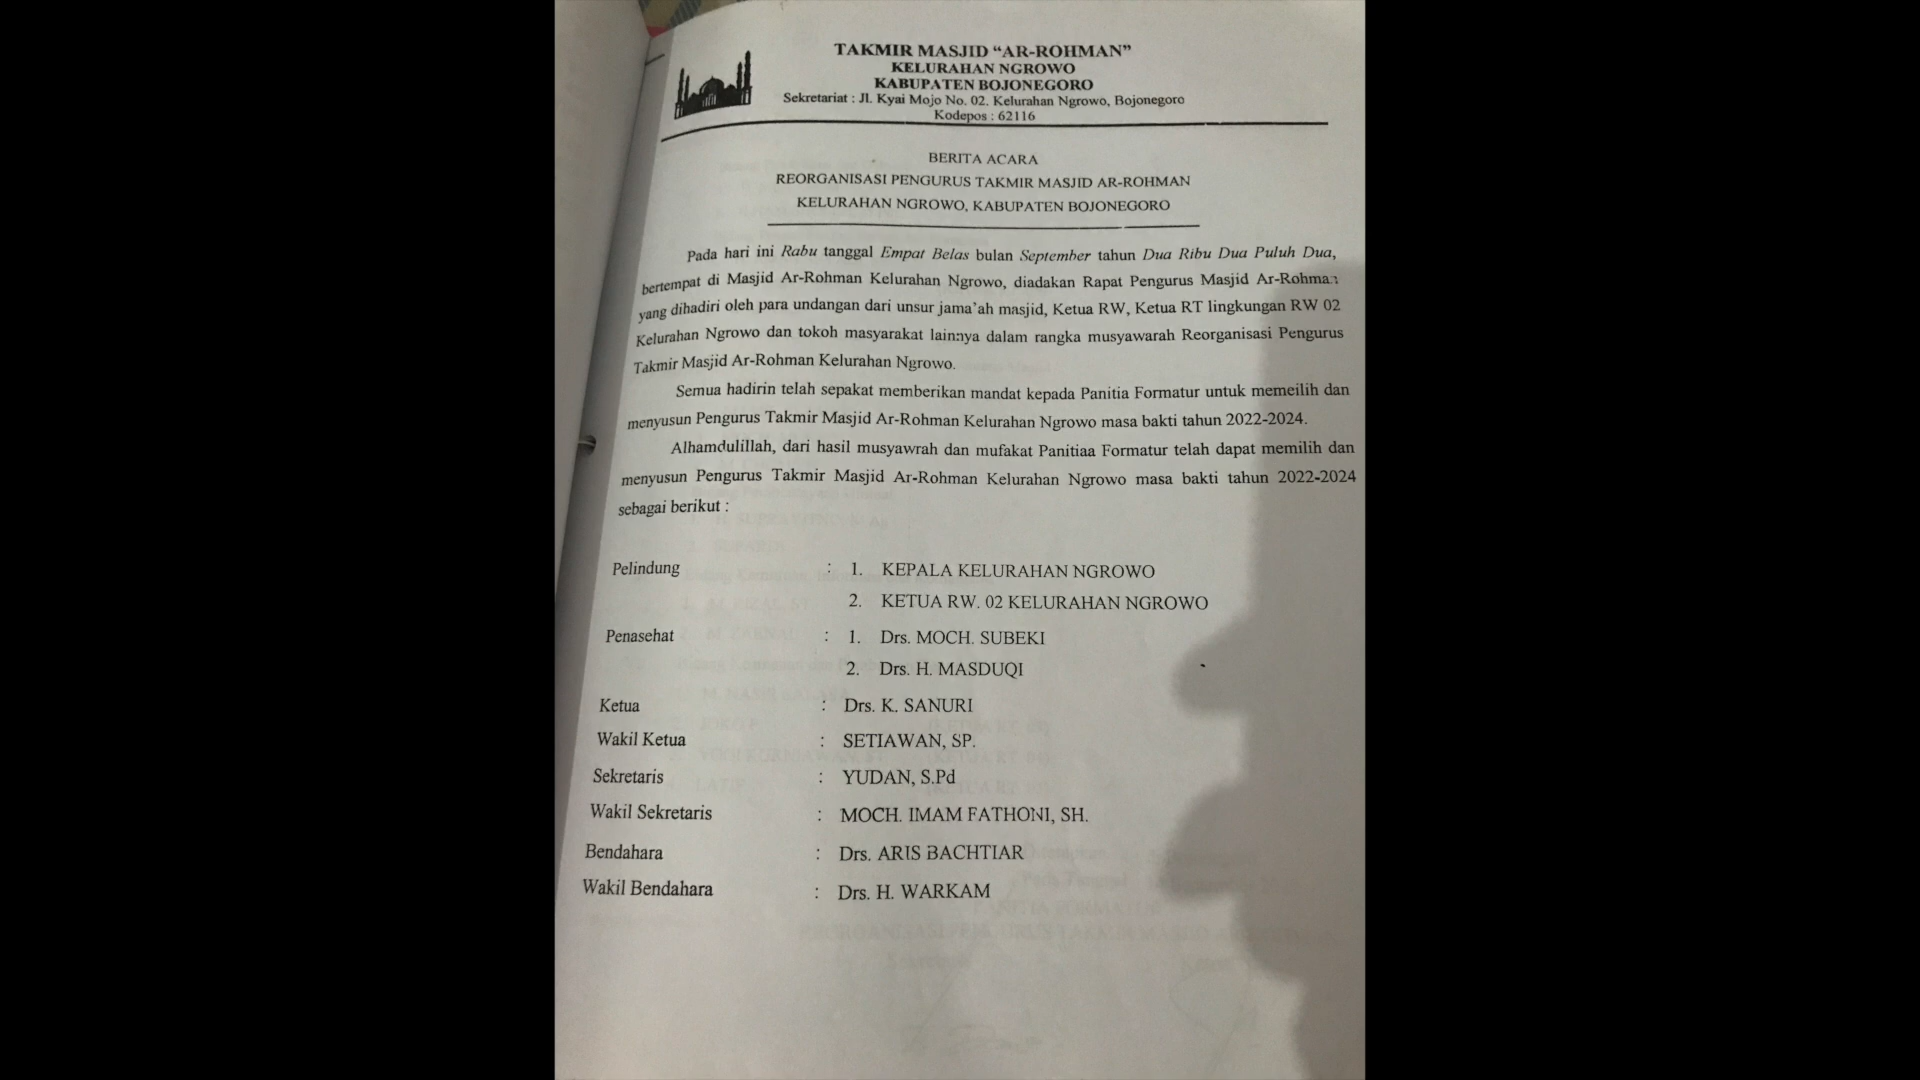 TAKMIR MASJID “AR-ROHMAN”
KELURAHAN NGROWO
KABUPATEN BOJONEGORO
Sekretariat : Jl. Kyai Mojo No. 02. Kelurahan Ngrowo, Bojonegoro
Kodepos : 62116
BERITA ACARA
REORGANISASI PENGURUS TAKMIR MASJID AR-ROHMAN
KELURAHAN NGROWO, KABUPATEN BOJONEGORO
Pada hari ini Rabu tanggal Empat Belas bulan September tahun Dua Ribu Dua Puluh Dua,
bertempat di Masjid Ar-Rohman Kelurahan Ngrowo, diadakan Rapat Pengurus Masjid Ar-Rohman
yang dihadiri oleh para undangan dari unsur jama’ah masjid, Ketua RW, Ketua RT lingkungan RW 02
Kelurahan Ngrowo dan tokoh masyarakat lainnya dalam rangka musyawarah Reorganisasi Pengurus
Takmir Masjid Ar-Rohman Kelurahan Ngrowo.
Semua hadirin telah sepakat memberikan mandat kepada Panitia Formatur untuk memeilih dan
menyusun Pengurus Takmir Masjid Ar-Rohman Kelurahan Ngrowo masa bakti tahun 2022-2024.
Alhamdulillah, dari hasil musyawrah dan mufakat Panitiaa Formatur telah dapat memilih dan
menyusun Pengurus Takmir Masjid Ar-Rohman Kelurahan Ngrowo masa bakti tahun 2022-2024
sebagai berikut :
Pelindung : 1. KEPALA KELURAHAN NGROWO
2. KETUA RW. 02 KELURAHAN NGROWO
Penasehat : 1. Drs. MOCH. SUBEKI
2. Drs. H. MASDUQI
Ketua : Drs. K. SANURI
Wakil Ketua : SETIAWAN, SP.
Sekretaris : YUDAN, S.Pd
Wakil Sekretaris : MOCH. IMAM FATHONI, SH.
Bendahara : Drs. ARIS BACHTIAR
Wakil Bendahara : Drs. H. WARKAM